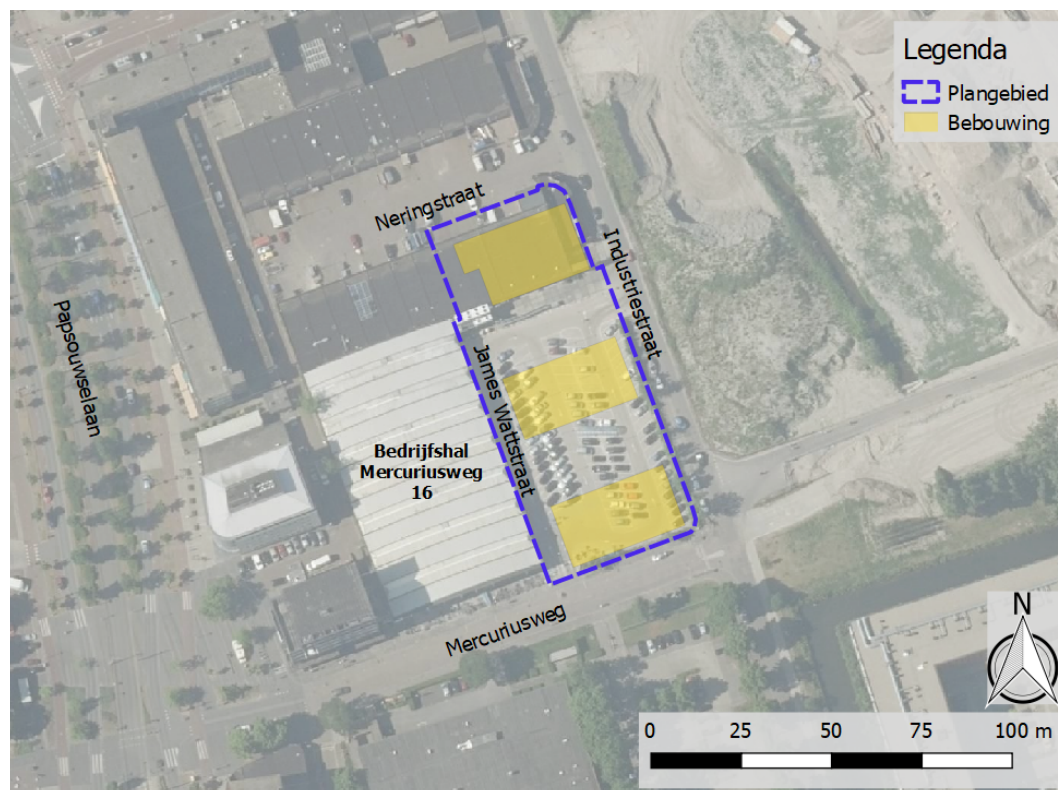 Legenda
Plangebied
Bebouwing
Neringstraat
Industriestraat
Papsouwselaan
James Wattstraat
Bedrijfshal
Mercuriusweg
16
Mercuriusweg
N
0 25 50 75 100 m